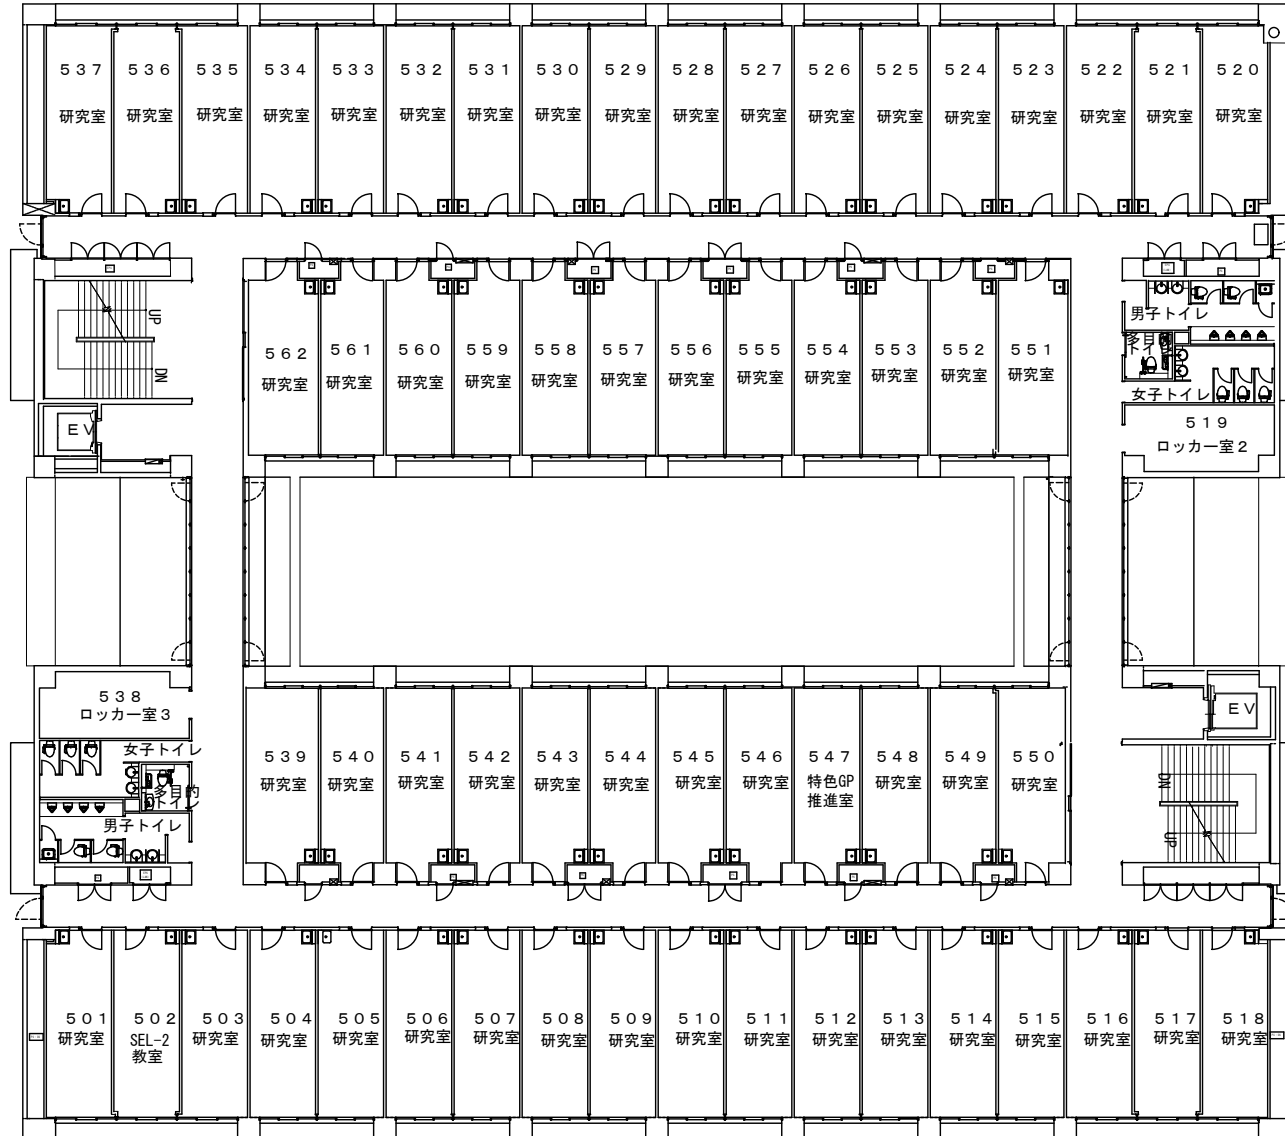 ５３７ ５３６ ５３５ ５３４ ５３３ ５３２ ５３１ ５３０ ５２９ ５２８ ５２７ ５２６ ５２５ ５２４ ５２３ ５２２ ５２１ ５２０
研究室 研究室 研究室 研究室 研究室 研究室 研究室 研究室 研究室 研究室 研究室 研究室 研究室 研究室 研究室 研究室 研究室 研究室
UP
DN
EV
５６２ ５６１ ５６０ ５５９ ５５８ ５５７ ５５６ ５５５ ５５４ ５５３ ５５２ ５５１
研究室 研究室 研究室 研究室 研究室 研究室 研究室 研究室 研究室 研究室 研究室 研究室
男子トイレ
多目的
トイレ
女子トイレ
５１９
ロッカー室２
５３８
ロッカー室３
女子トイレ
多目的
トイレ
男子トイレ
５３９ ５４０ ５４１ ５４２ ５４３ ５４４ ５４５ ５４６ ５４７ ５４８ ５４９ ５５０
研究室 研究室 研究室 研究室 研究室 研究室 研究室 研究室 特色GP 研究室 研究室 研究室
推進室
EV
DN
UP
５０１ ５０２ ５０３ ５０４ ５０５ ５０６ ５０７ ５０８ ５０９ ５１０ ５１１ ５１２ ５１３ ５１４ ５１５ ５１６ ５１７ ５１８
研究室 SEL-2 研究室 研究室 研究室 研究室 研究室 研究室 研究室 研究室 研究室 研究室 研究室 研究室 研究室 研究室 研究室 研究室
教室